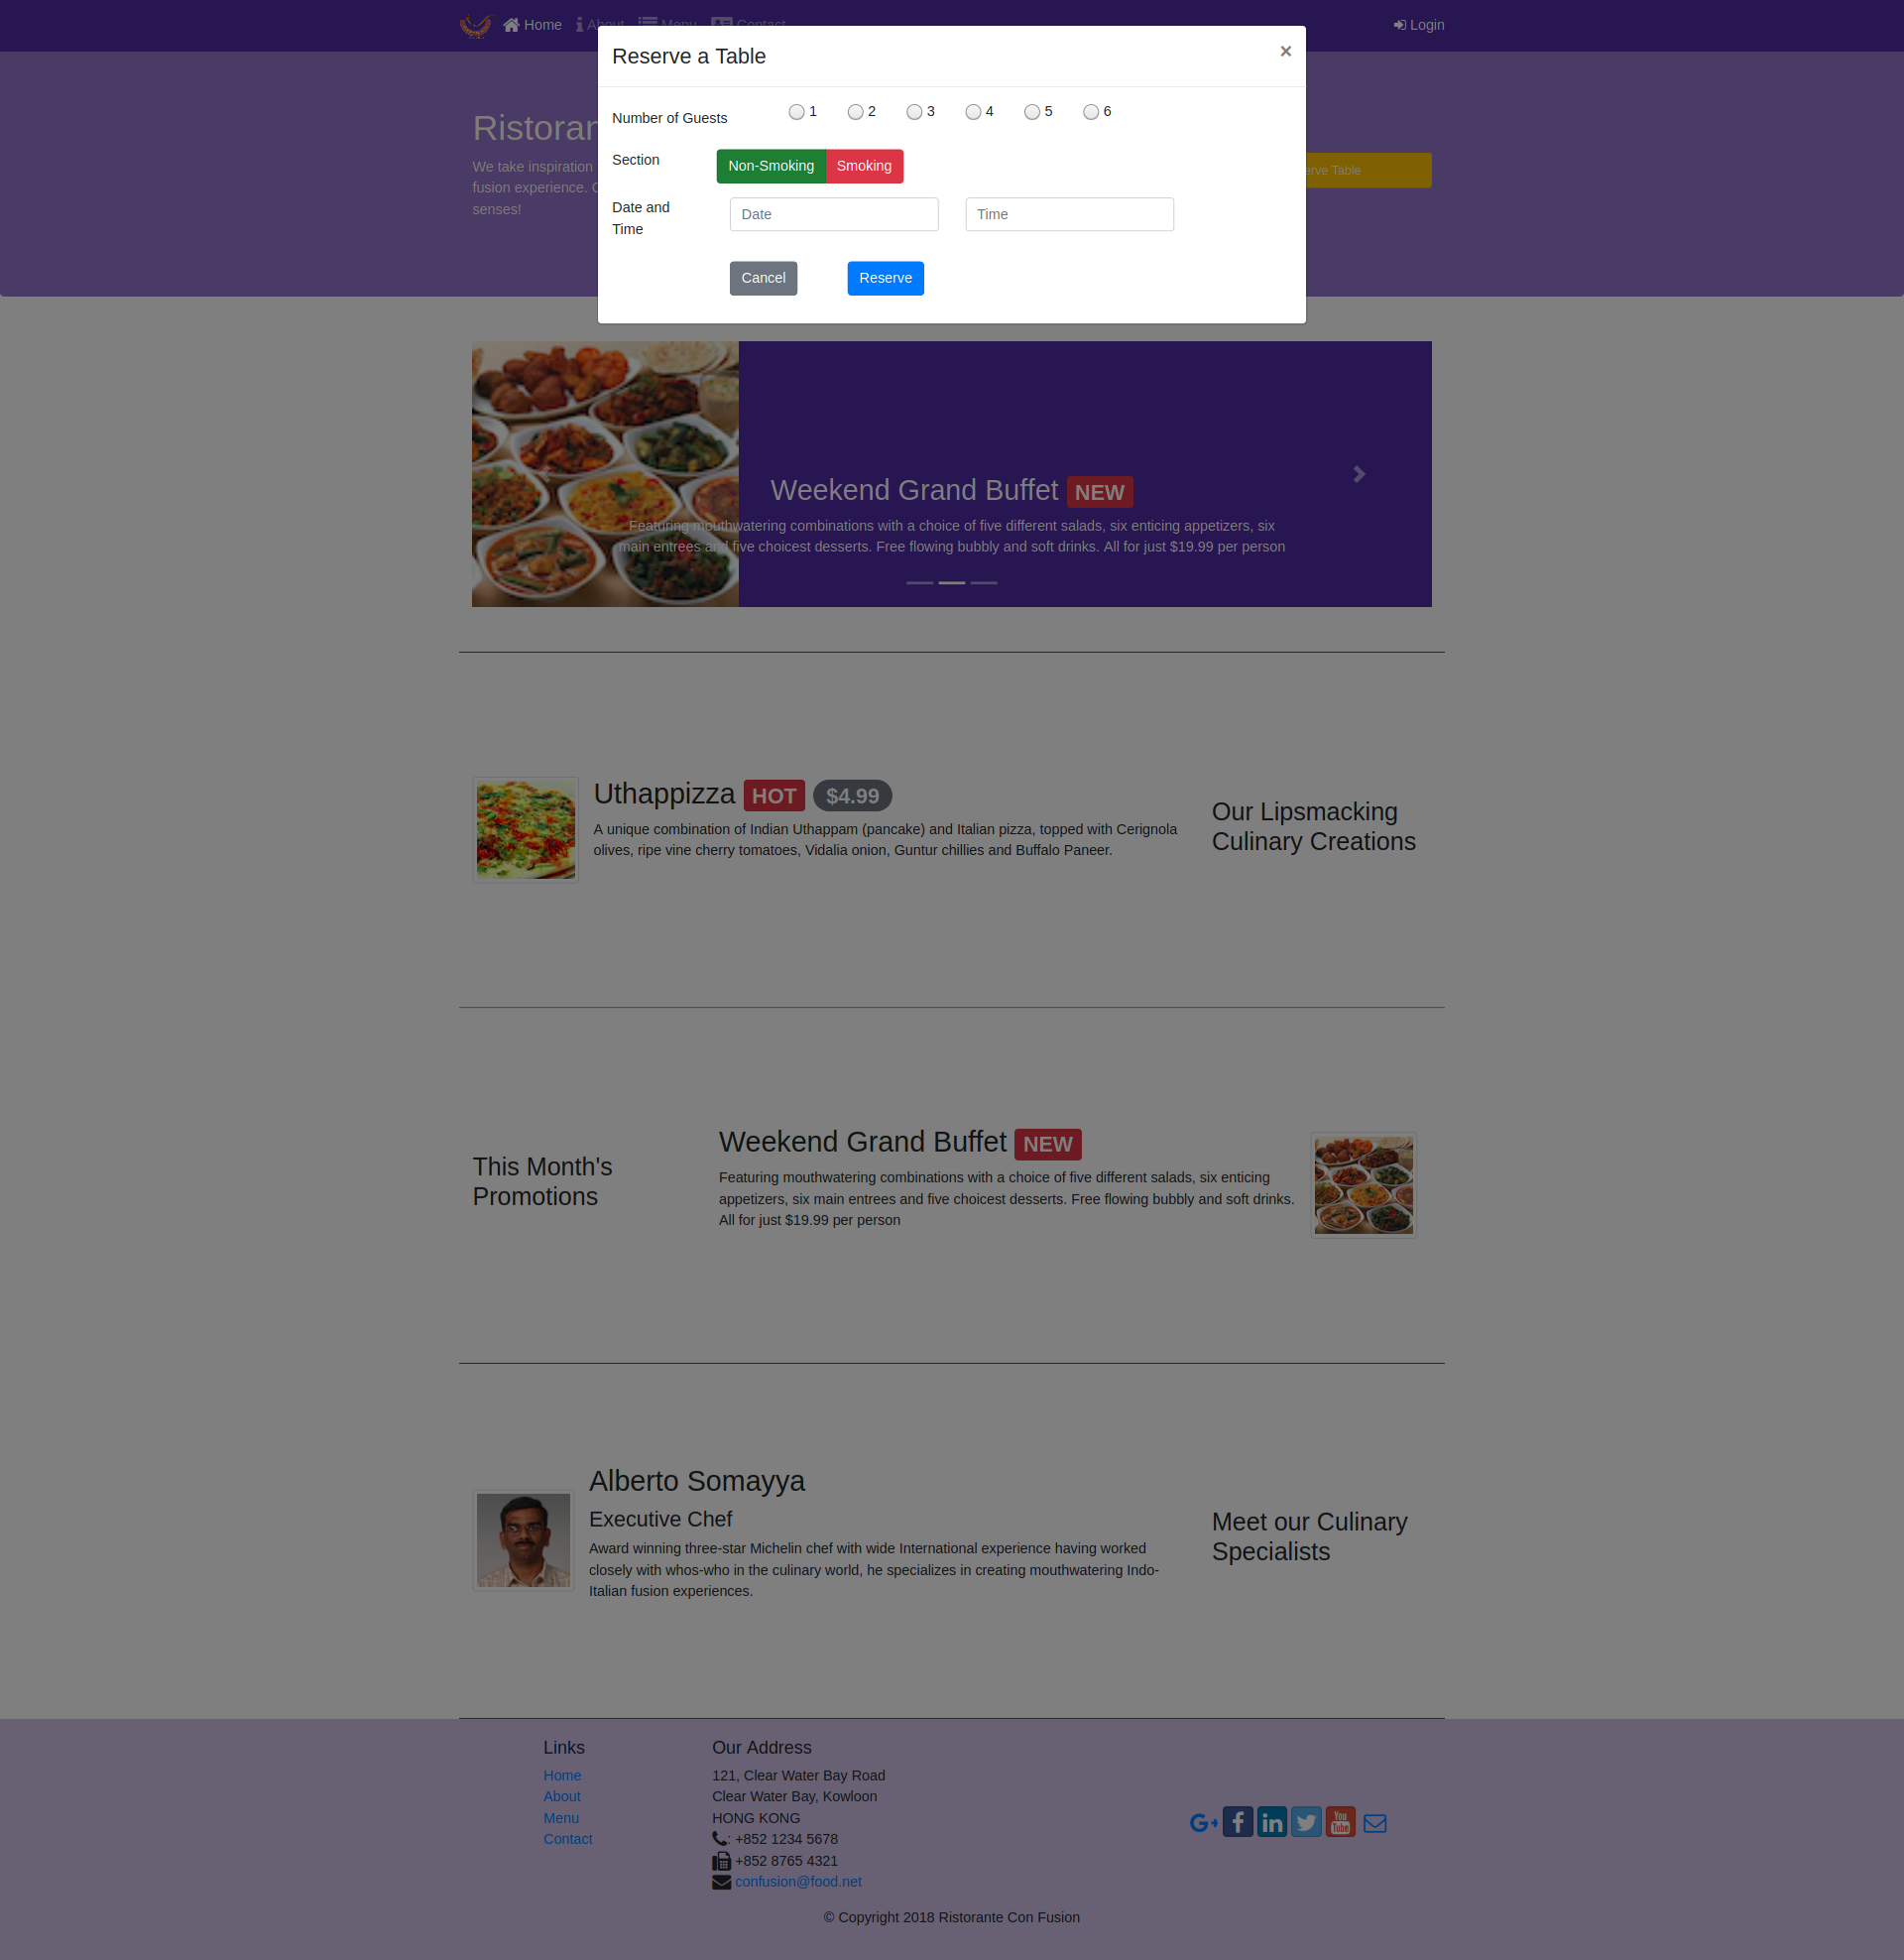 Home About Menu Contact Login
Reserve a Table ×
Number of Guests 1 2 3 4 5 6
Section Non-Smoking Smoking
Date and
Time
Date Time
Cancel Reserve
We take inspiration
fusion experience.
senses!
Table
Weekend Grand Buffet NEW
Featuring mouthwatering combinations with a choice of five different salads, six enticing appetizers, six
main entrees and five choicest desserts. Free flowing bubbly and soft drinks. All for just $19.99 per person
Uthappizza HOT $4.99
A unique combination of Indian Uthappam (pancake) and Italian pizza, topped with Cerignola
olives, ripe vine cherry tomatoes, Vidalia onion, Guntur chillies and Buffalo Paneer.
Our Lipsmacking
Culinary Creations
This Month's
Promotions
Weekend Grand Buffet NEW
Featuring mouthwatering combinations with a choice of five different salads, six enticing
appetizers, six main entrees and five choicest desserts. Free flowing bubbly and soft drinks.
All for just $19.99 per person
Alberto Somayya
Executive Chef
Award winning three-star Michelin chef with wide International experience having worked
closely with whos-who in the culinary world, he specializes in creating mouthwatering Indo-
Italian fusion experiences.
Meet our Culinary
Specialists
Links
Home
About
Menu
Contact
Our Address
121, Clear Water Bay Road
Clear Water Bay, Kowloon
HONG KONG
: +852 1234 5678
+852 8765 4321
confusion@food.net
G+ f in You Tube
© Copyright 2018 Ristorante Con Fusion